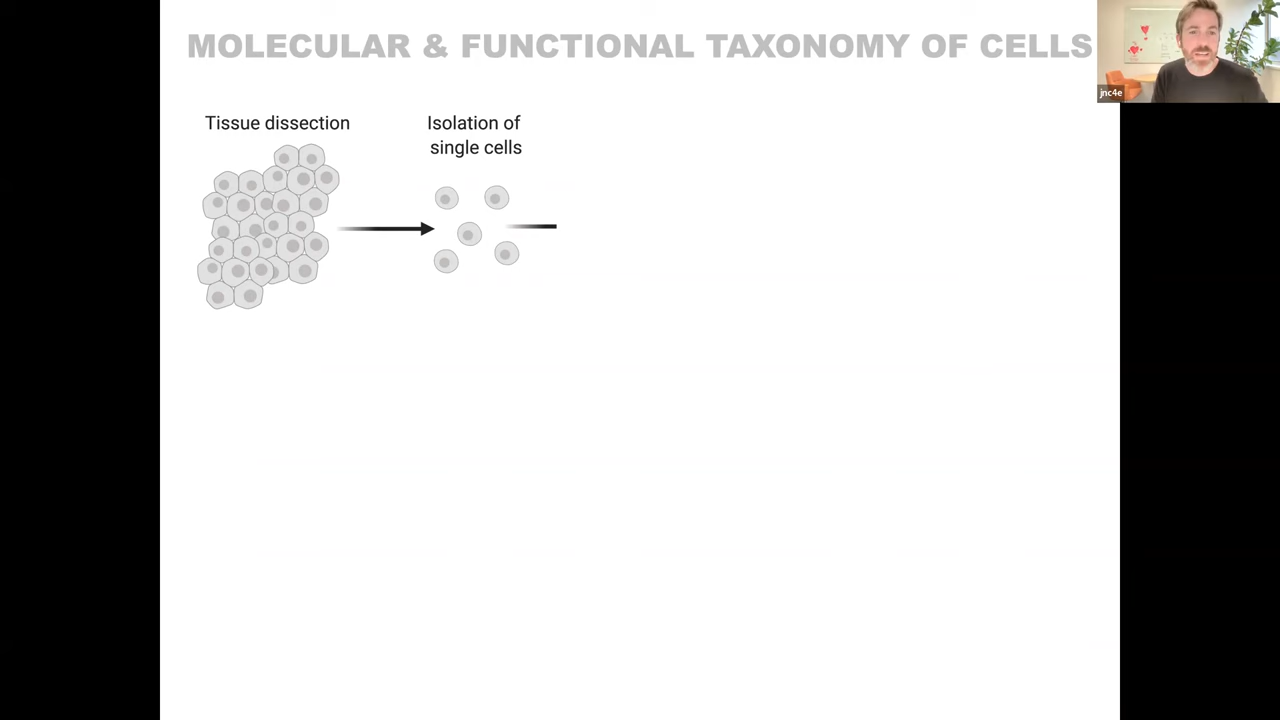 MOLECULAR & FUNCTIONAL TAXONOMY OF CELLS
Tissue dissection
Isolation of
single cells
jnc4e